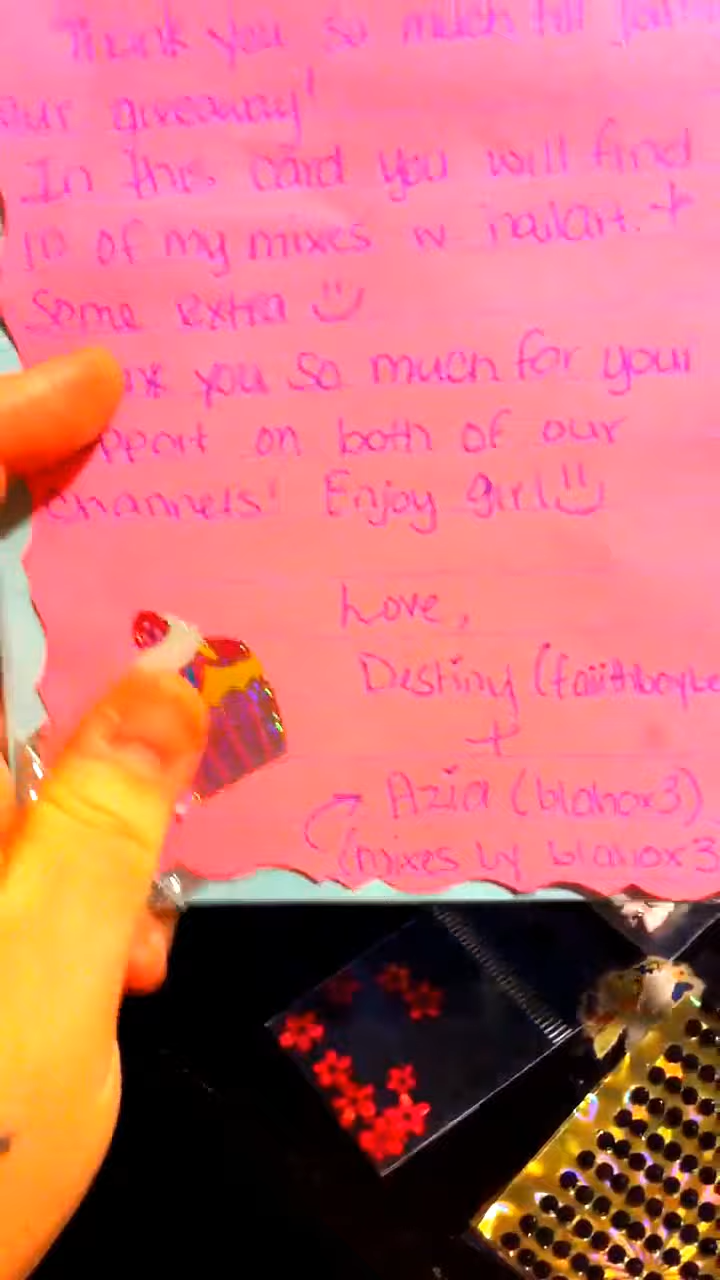 Thank you so much
our giveaway!
In this card you will find
10 of my mixes w nailart. +
Some extra
you so much for your
on both of our
channels! Enjoy girl
Love,
Destiny
+
Azia (blahox3)
(mixes by blahox3